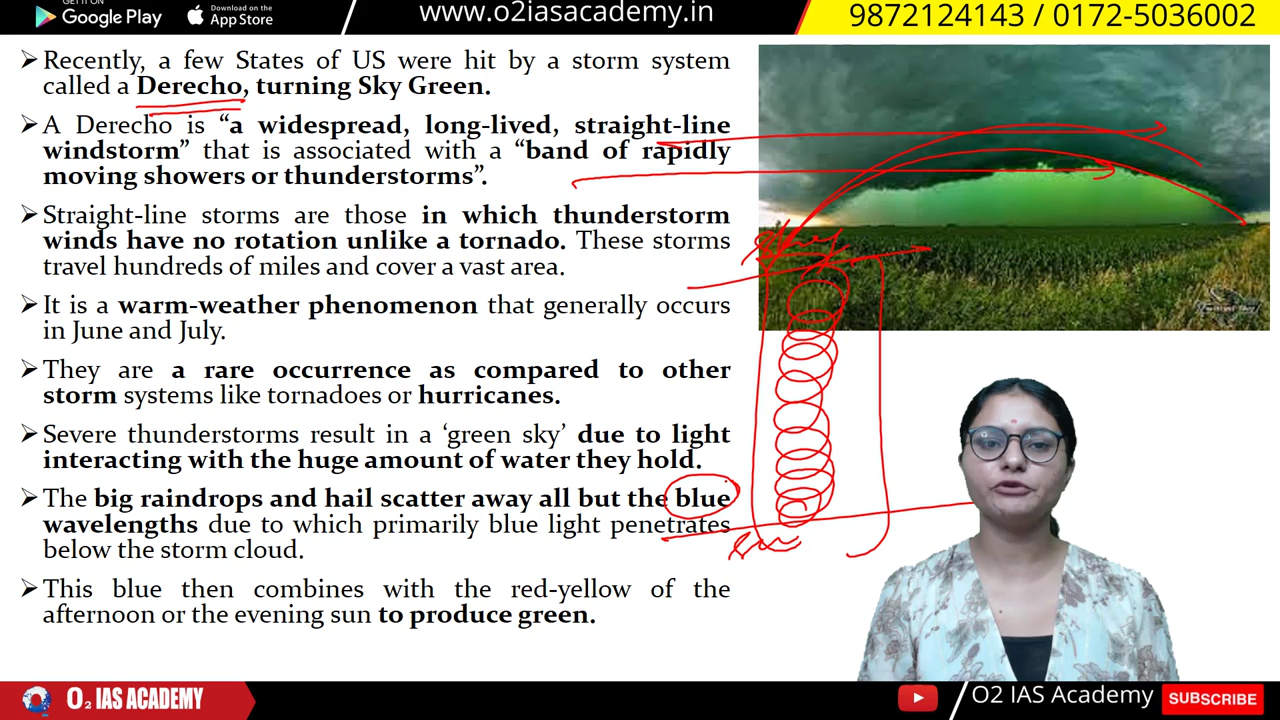 GET IT ON
Google Play
Download on the
App Store
www.o2iasacademy.in
9872124143 / 0172-5036002
➢ Recently, a few States of US were hit by a storm system
called a Derecho, turning Sky Green.
➢ A Derecho is “a widespread, long-lived, straight-line
windstorm” that is associated with a “band of rapidly
moving showers or thunderstorms”.
➢ Straight-line storms are those in which thunderstorm
winds have no rotation unlike a tornado. These storms
travel hundreds of miles and cover a vast area.
➢ It is a warm-weather phenomenon that generally occurs
in June and July.
➢ They are a rare occurrence as compared to other
storm systems like tornadoes or hurricanes.
➢ Severe thunderstorms result in a ‘green sky’ due to light
interacting with the huge amount of water they hold.
➢ The big raindrops and hail scatter away all but the blue
wavelengths due to which primarily blue light penetrates
below the storm cloud.
➢ This blue then combines with the red-yellow of the
afternoon or the evening sun to produce green.
O₂ IAS ACADEMY
O2 IAS Academy
SUBSCRIBE